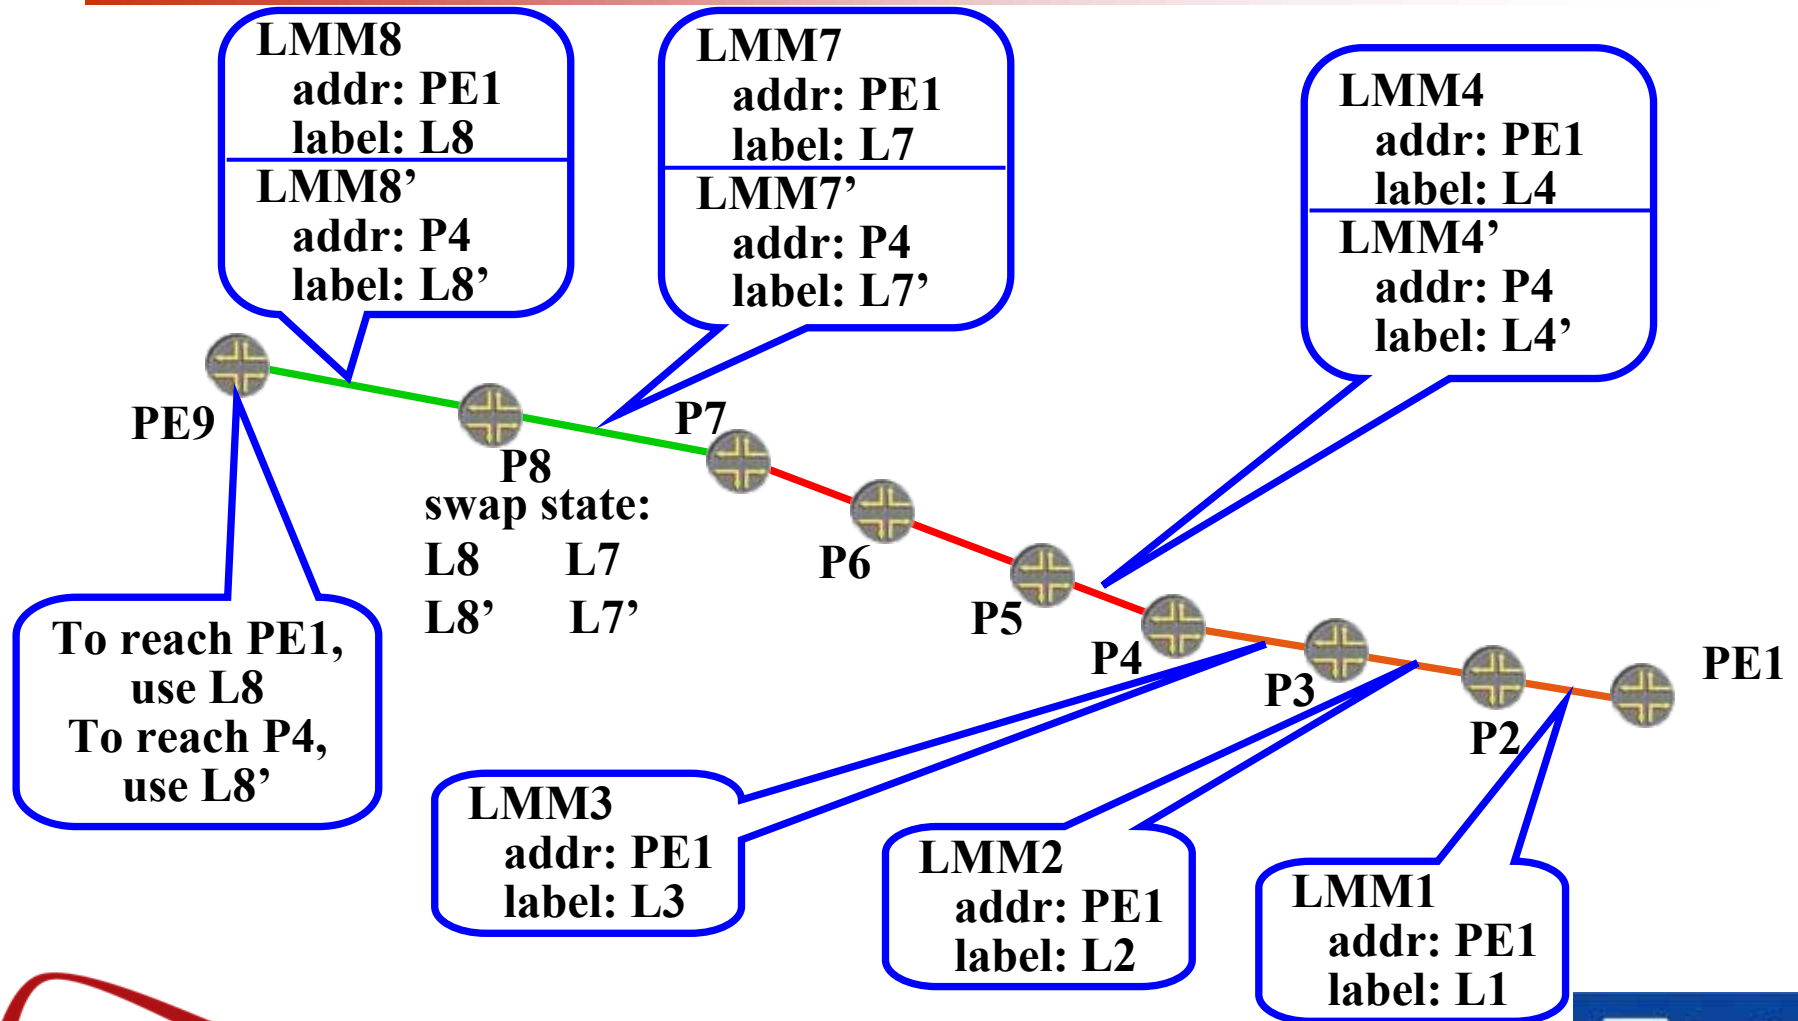 LMM8
addr: PE1
label: L8
LMM8’
addr: P4
label: L8’
LMM7
addr: PE1
label: L7
LMM7’
addr: P4
label: L7’
LMM4
addr: PE1
label: L4
LMM4’
addr: P4
label: L4’
PE9
P8
swap state:
L8 L7
L8’ L7’
P7
P6
P5
P4
P3
P2
PE1
To reach PE1,
use L8
To reach P4,
use L8’
LMM3
addr: PE1
label: L3
LMM2
addr: PE1
label: L2
LMM1
addr: PE1
label: L1